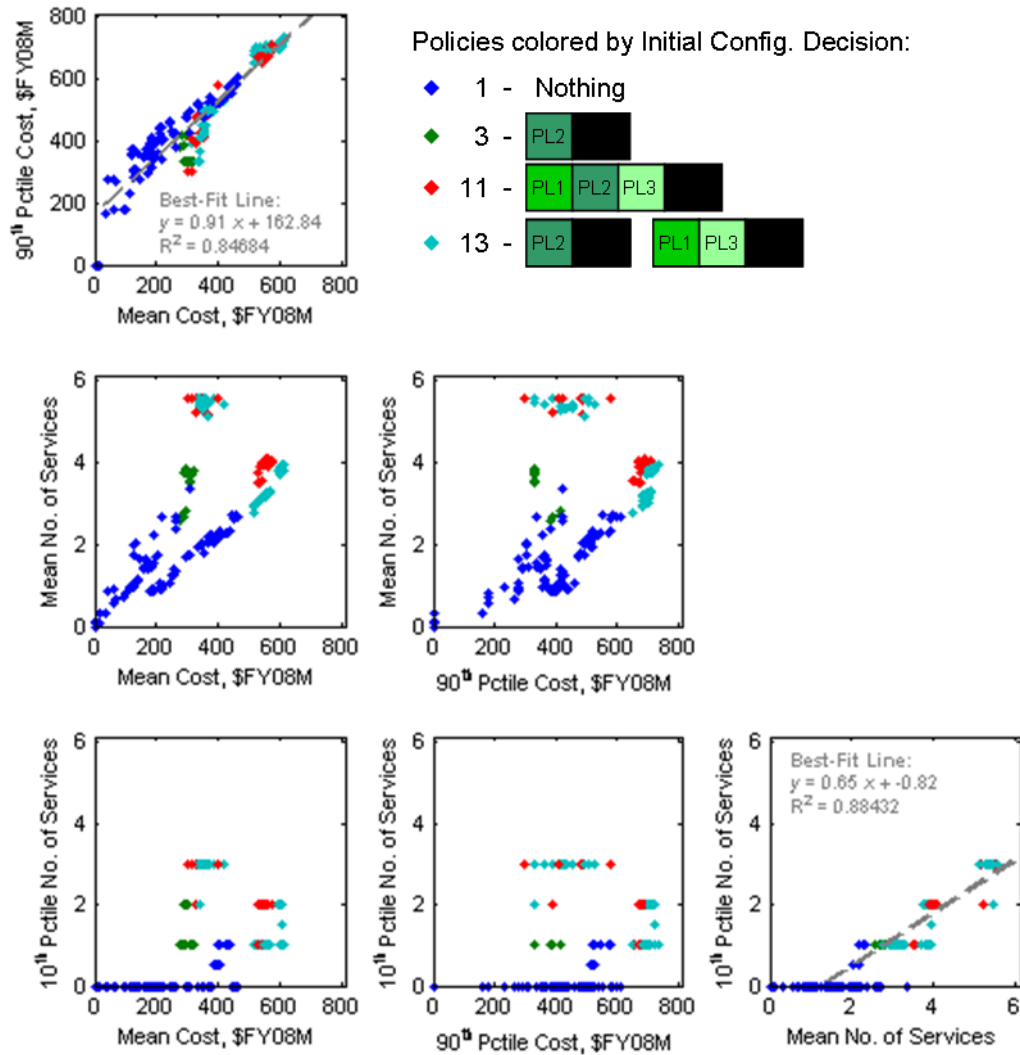 Policies colored by Initial Config. Decision:
1 - Nothing
3 - PL2
11 - PL1 PL2 PL3
13 - PL2 PL1 PL3
90th Pctile Cost, $FY08M
800
600
400
200
0
Best-Fit Line:
y = 0.91 x + 162.84
R2 = 0.84684
0 200 400 600 800
Mean Cost, $FY08M
Mean No. of Services
6
4
2
0
0 200 400 600 800
Mean Cost, $FY08M
Mean No. of Services
6
4
2
0
0 200 400 600 800
90th Pctile Cost, $FY08M
10th Pctile No. of Services
6
4
2
0
0 200 400 600 800
Mean Cost, $FY08M
10th Pctile No. of Services
6
4
2
0
0 200 400 600 800
90th Pctile Cost, $FY08M
10th Pctile No. of Services
6
4
2
0
Best-Fit Line:
y = 0.65 x + -0.82
R2 = 0.88432
0 2 4 6
Mean No. of Services